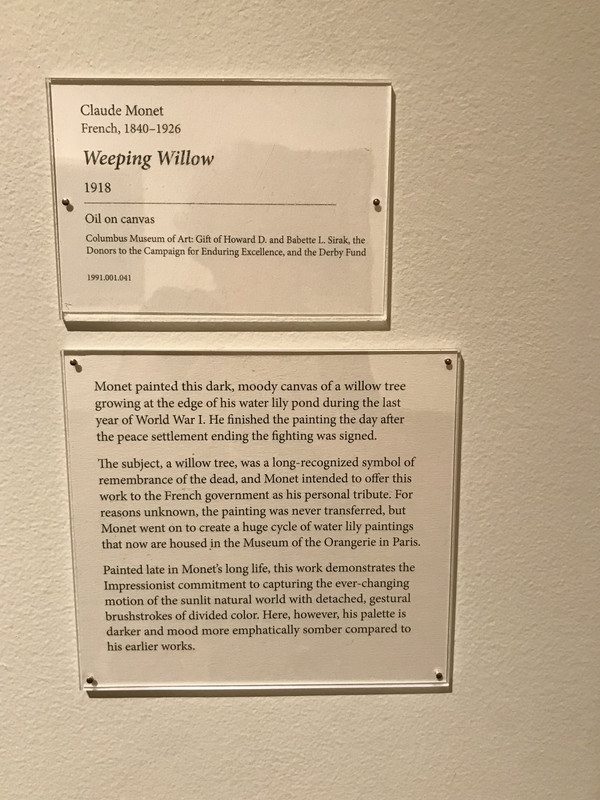 Claude Monet
French, 1840–1926
Weeping Willow
1918
Oil on canvas
Columbus Museum of Art: Gift of Howard D. and Babette L. Sirak, the
Donors to the Campaign for Enduring Excellence, and the Derby Fund
1991.001.041
Monet painted this dark, moody canvas of a willow tree
growing at the edge of his water lily pond during the last
year of World War I. He finished the painting the day after
the peace settlement ending the fighting was signed.
The subject, a willow tree, was a long-recognized symbol of
remembrance of the dead, and Monet intended to offer this
work to the French government as his personal tribute. For
reasons unknown, the painting was never transferred, but
Monet went on to create a huge cycle of water lily paintings
that now are housed in the Museum of the Orangerie in Paris.
Painted late in Monet's long life, this work demonstrates the
Impressionist commitment to capturing the ever-changing
motion of the sunlit natural world with detached, gestural
brushstrokes of divided color. Here, however, his palette is
darker and mood more emphatically somber compared to
his earlier works.